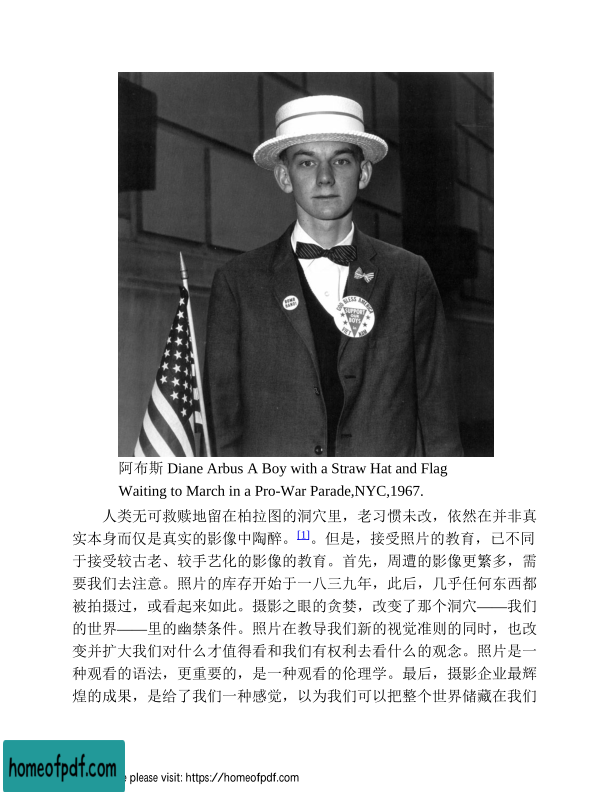 BOMB
HANOI
GOD BLESS AMERICA
SUPPORT
OUR
BOYS
IN
VIET NAM
阿布斯 Diane Arbus A Boy with a Straw Hat and Flag
Waiting to March in a Pro-War Parade,NYC,1967.
人类无可救赎地留在柏拉图的洞穴里，老习惯未改，依然在并非真
实本身而仅是真实的影像中陶醉。[1]。但是，接受照片的教育，已不同
于接受较古老、较手艺化的影像的教育。首先，周遭的影像更繁多，需
要我们去注意。照片的库存开始于一八三九年，此后，几乎任何东西都
被拍摄过，或看起来如此。摄影之眼的贪婪，改变了那个洞穴——我们
的世界——里的幽禁条件。照片在教导我们新的视觉准则的同时，也改
变并扩大我们对什么才值得看和我们有权利去看什么的观念。照片是一
种观看的语法，更重要的，是一种观看的伦理学。最后，摄影企业最辉
煌的成果，是给了我们一种感觉，以为我们可以把整个世界储藏在我们
homeofpdf.com
e please visit: https://homeofpdf.com